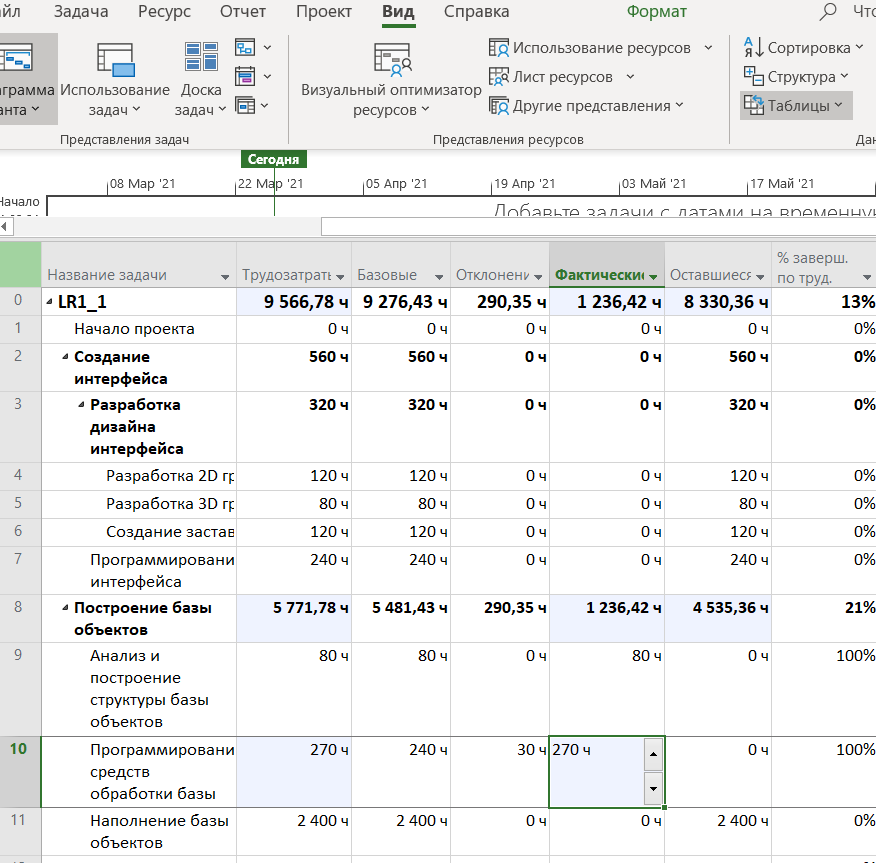 йл Задача Ресурс Отчет Проект Вид Справка Формат Что
аграмма
анта
Использование
задач
Доска
задач
Представления задач
Визуальный оптимизатор
ресурсов
Использование ресурсов
Лист ресурсов
Другие представления
Представления ресурсов
Сортировка
Структура
Таблицы
Дан
Сегодня
08 Мар '21 22 Мар '21 05 Апр '21 19 Апр '21 03 Май '21 17 Май '21
Начало
Добавьте задачи с датами на временную
Название задачи Трудозатрать Базовые Отклонени Фактические Оставшиеся % заверш.
по труд.
0 LR1_1 9 566,78 ч 9 276,43 ч 290,35 ч 1 236,42 ч 8 330,36 ч 13%
1 Начало проекта 0 ч 0 ч 0 ч 0 ч 0 ч 0%
2 Создание 560 ч 560 ч 0 ч 0 ч 560 ч 0%
интерфейса
3 Разработка 320 ч 320 ч 0 ч 0 ч 320 ч 0%
дизайна
интерфейса
4 Разработка 2D гр 120 ч 120 ч 0 ч 0 ч 120 ч 0%
5 Разработка 3D гр 80 ч 80 ч 0 ч 0 ч 80 ч 0%
6 Создание застав 120 ч 120 ч 0 ч 0 ч 120 ч 0%
7 Программировани 240 ч 240 ч 0 ч 0 ч 240 ч 0%
интерфейса
8 Построение базы 5 771,78 ч 5 481,43 ч 290,35 ч 1 236,42 ч 4 535,36 ч 21%
объектов
9 Анализ и 80 ч 80 ч 0 ч 80 ч 0 ч 100%
построение
структуры базы
объектов
10 Программировани 270 ч 240 ч 30 ч 270 ч 0 ч 100%
средств
обработки базы
11 Наполнение базы 2 400 ч 2 400 ч 0 ч 0 ч 2 400 ч 0%
объектов